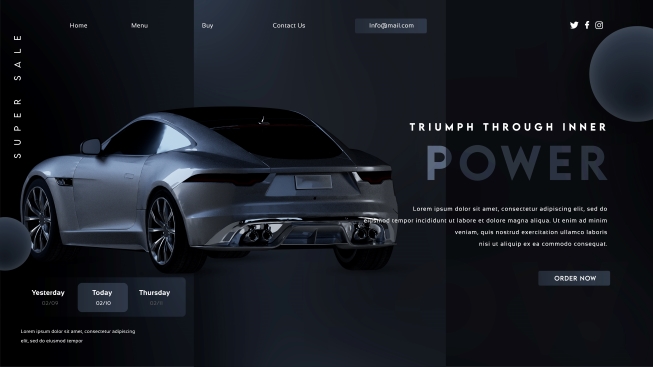 Home Menu Buy Contact Us Info@mail.com
SUPER SALE
TRIUMPH THROUGH INNER
POWER
Lorem ipsum dolor sit amet, consectetur adipiscing elit, sed do
eiusmod tempor incididunt ut labore et dolore magna aliqua. Ut enim ad minim
veniam, quis nostrud exercitation ullamco laboris
nisi ut aliquip ex ea commodo consequat.
ORDER NOW
Yesterday Today Thursday
02/09 02/10 02/11
Lorem ipsum dolor sit amet, consectetur adipiscing
elit, sed do eiusmod tempor